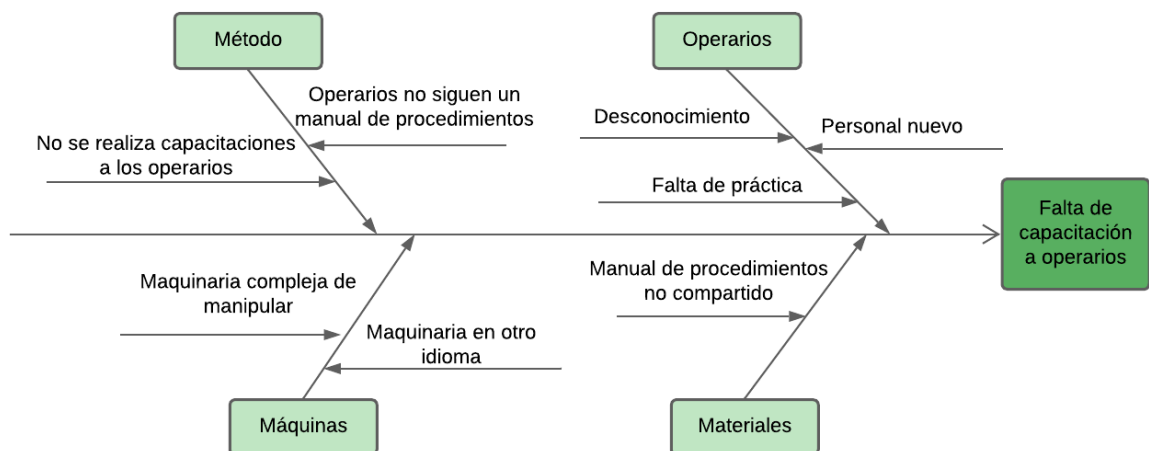 Método
Operarios
Operarios no siguen un
manual de procedimientos
Desconocimiento
Personal nuevo
No se realiza capacitaciones
a los operarios
Falta de práctica
Falta de
capacitación
a operarios
Maquinaria compleja de
manipular
Manual de procedimientos
no compartido
Maquinaria en otro
idioma
Máquinas
Materiales